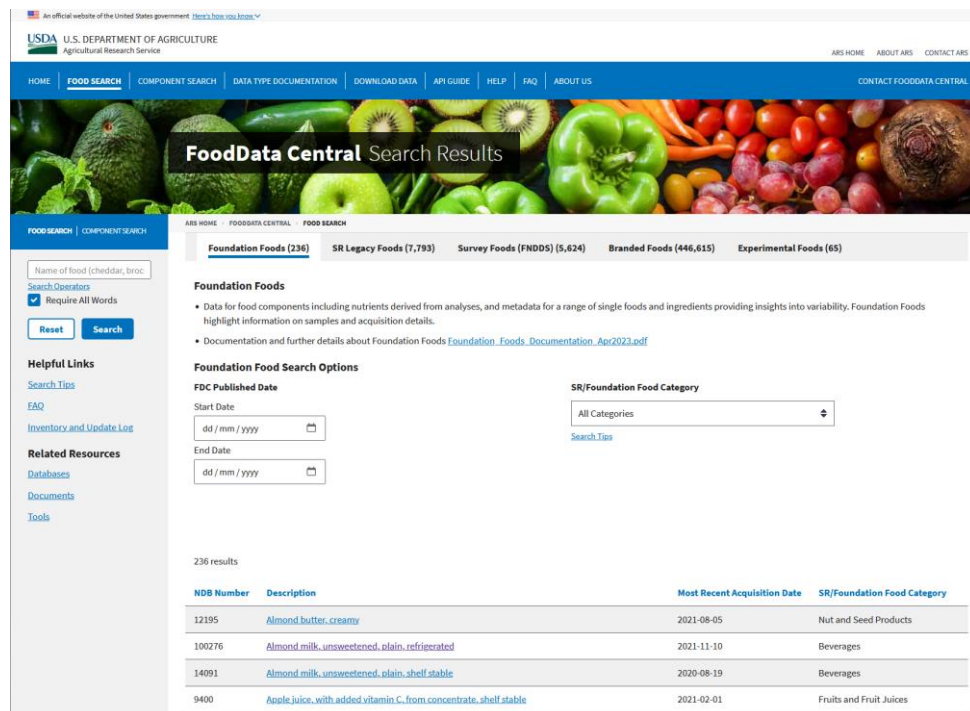 An official website of the United States government Here's how you know
USDA U.S. DEPARTMENT OF AGRICULTURE
Agricultural Research Service
ARS HOME ABOUT ARS CONTACT ARS
HOME FOOD SEARCH COMPONENT SEARCH DATA TYPE DOCUMENTATION DOWNLOAD DATA API GUIDE HELP FAQ ABOUT US CONTACT FOODDATA CENTRAL
FoodData Central Search Results
FOOD SEARCH COMPONENT SEARCH
ARS HOME › FOODDATA CENTRAL › FOOD SEARCH
Foundation Foods (236) SR Legacy Foods (7,793) Survey Foods (FNDDS) (5,624) Branded Foods (446,615) Experimental Foods (65)
Name of food (cheddar, broc
Search Operators
Require All Words
Reset Search
Helpful Links
Search Tips
FAQ
Inventory and Update Log
Related Resources
Databases
Documents
Tools
Foundation Foods
• Data for food components including nutrients derived from analyses, and metadata for a range of single foods and ingredients providing insights into variability. Foundation Foods
highlight information on samples and acquisition details.
• Documentation and further details about Foundation Foods Foundation_Foods_Documentation_Apr2023.pdf
Foundation Food Search Options
FDC Published Date
Start Date
dd / mm / yyyy
End Date
dd / mm / yyyy
SR/Foundation Food Category
All Categories
Search Tips
236 results
NDB Number Description Most Recent Acquisition Date SR/Foundation Food Category
12195 Almond butter, creamy 2021-08-05 Nut and Seed Products
100276 Almond milk, unsweetened, plain, refrigerated 2021-11-10 Beverages
14091 Almond milk, unsweetened, plain, shelf stable 2020-08-19 Beverages
9400 Apple juice, with added vitamin C, from concentrate, shelf stable 2021-02-01 Fruits and Fruit Juices